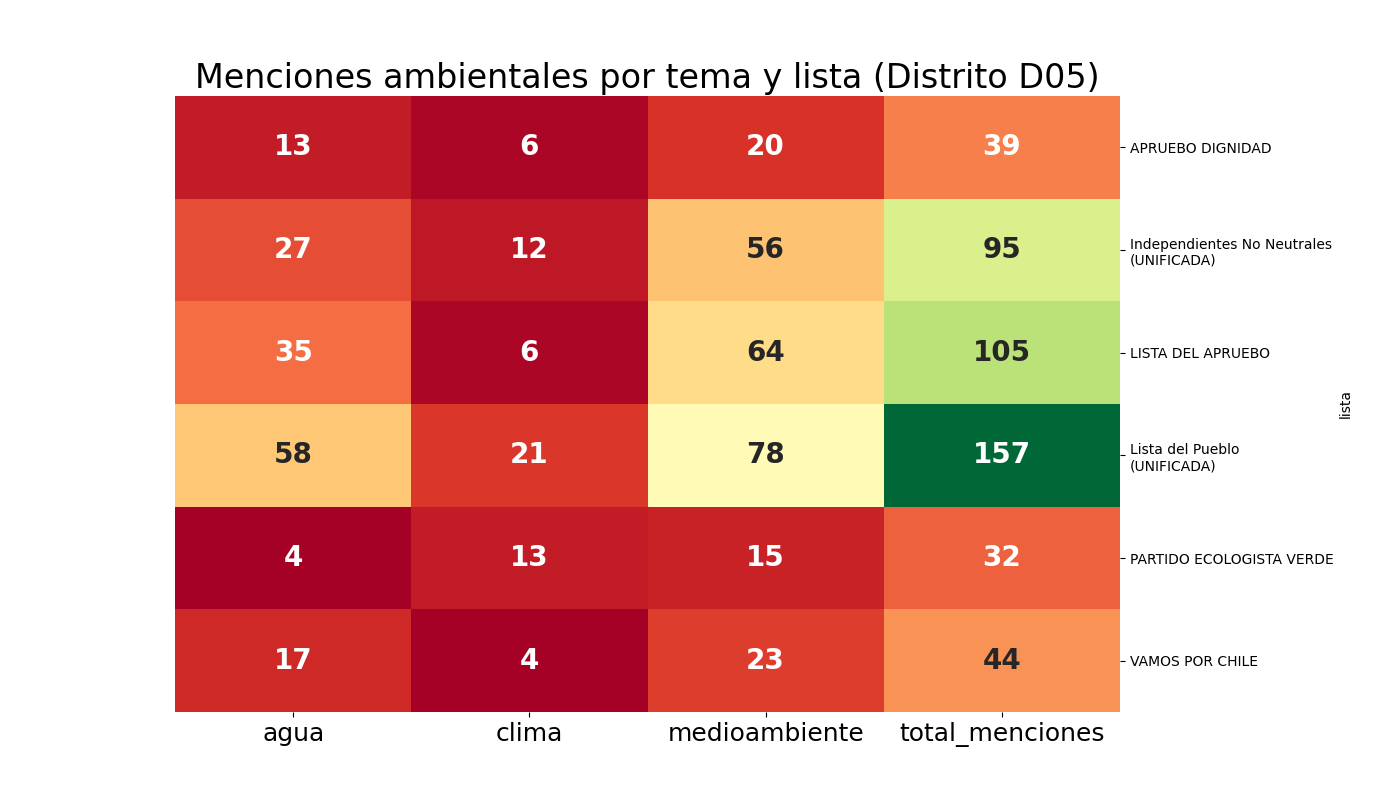 Menciones ambientales por tema y lista (Distrito D05)
13 6 20 39 APRUEBO DIGNIDAD
27 12 56 95 Independientes No Neutrales
(UNIFICADA)
35 6 64 105 LISTA DEL APRUEBO
lista
58 21 78 157 Lista del Pueblo
(UNIFICADA)
4 13 15 32 PARTIDO ECOLOGISTA VERDE
17 4 23 44 VAMOS POR CHILE
agua clima medioambiente total_menciones